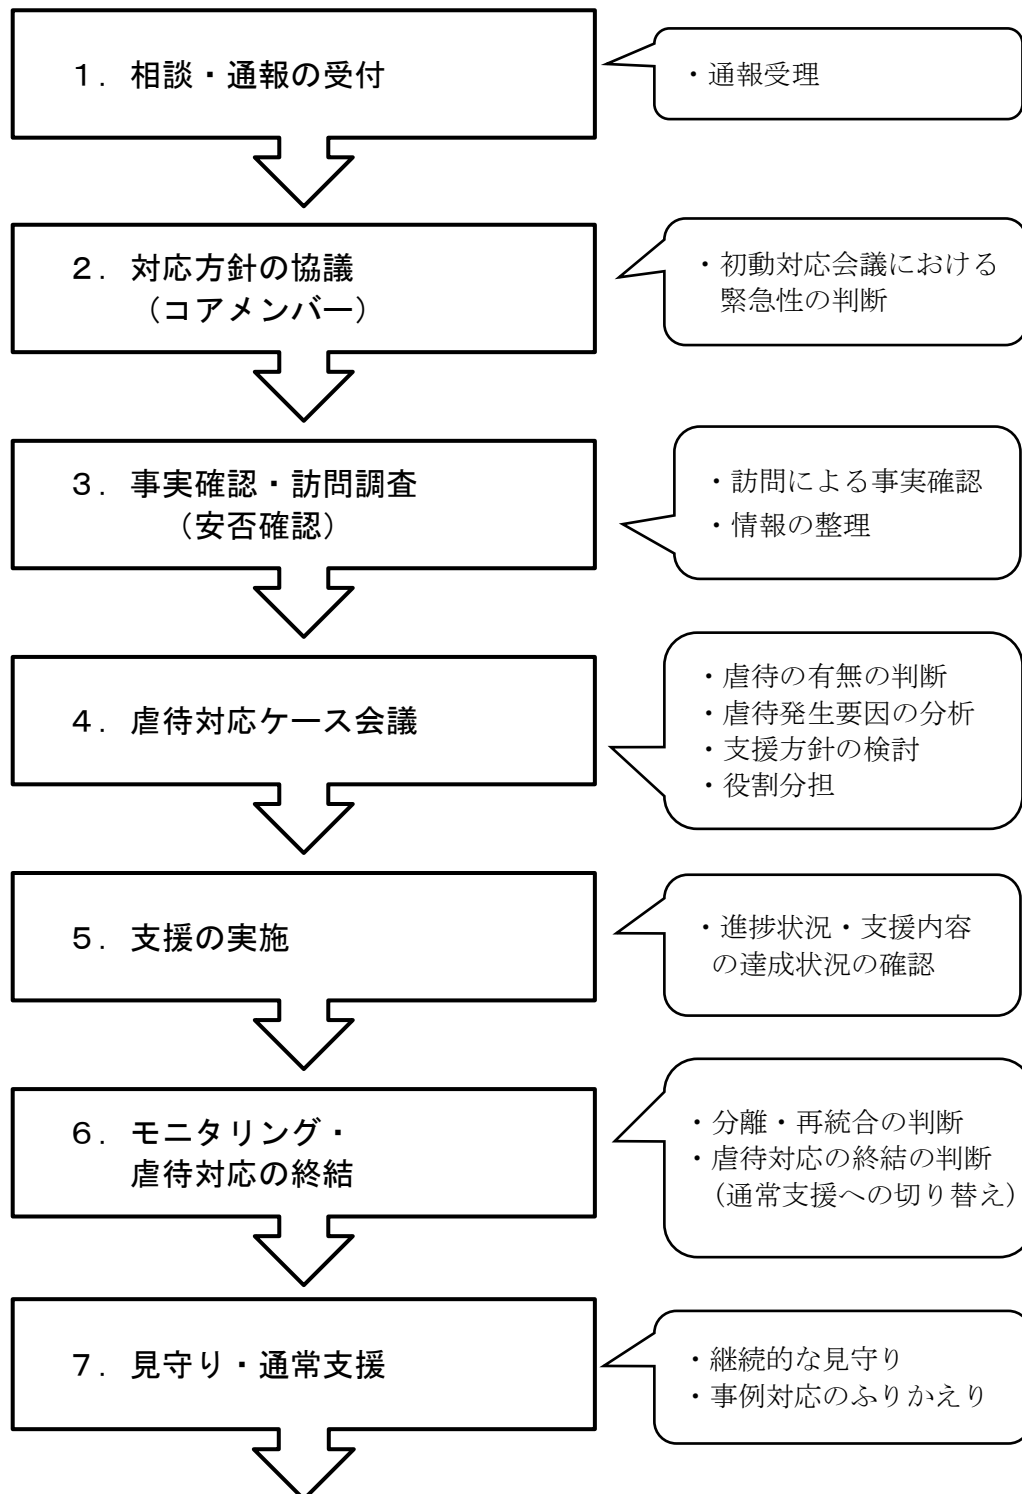 １．相談・通報の受付
・通報受理
２．対応方針の協議
（コアメンバー）
・初動対応会議における
緊急性の判断
３．事実確認・訪問調査
（安否確認）
・訪問による事実確認
・情報の整理
４．虐待対応ケース会議
・虐待の有無の判断
・虐待発生要因の分析
・支援方針の検討
・役割分担
５．支援の実施
・進捗状況・支援内容
の達成状況の確認
６．モニタリング・
虐待対応の終結
・分離・再統合の判断
・虐待対応の終結の判断
（通常支援への切り替え）
７．見守り・通常支援
・継続的な見守り
・事例対応のふりかえり